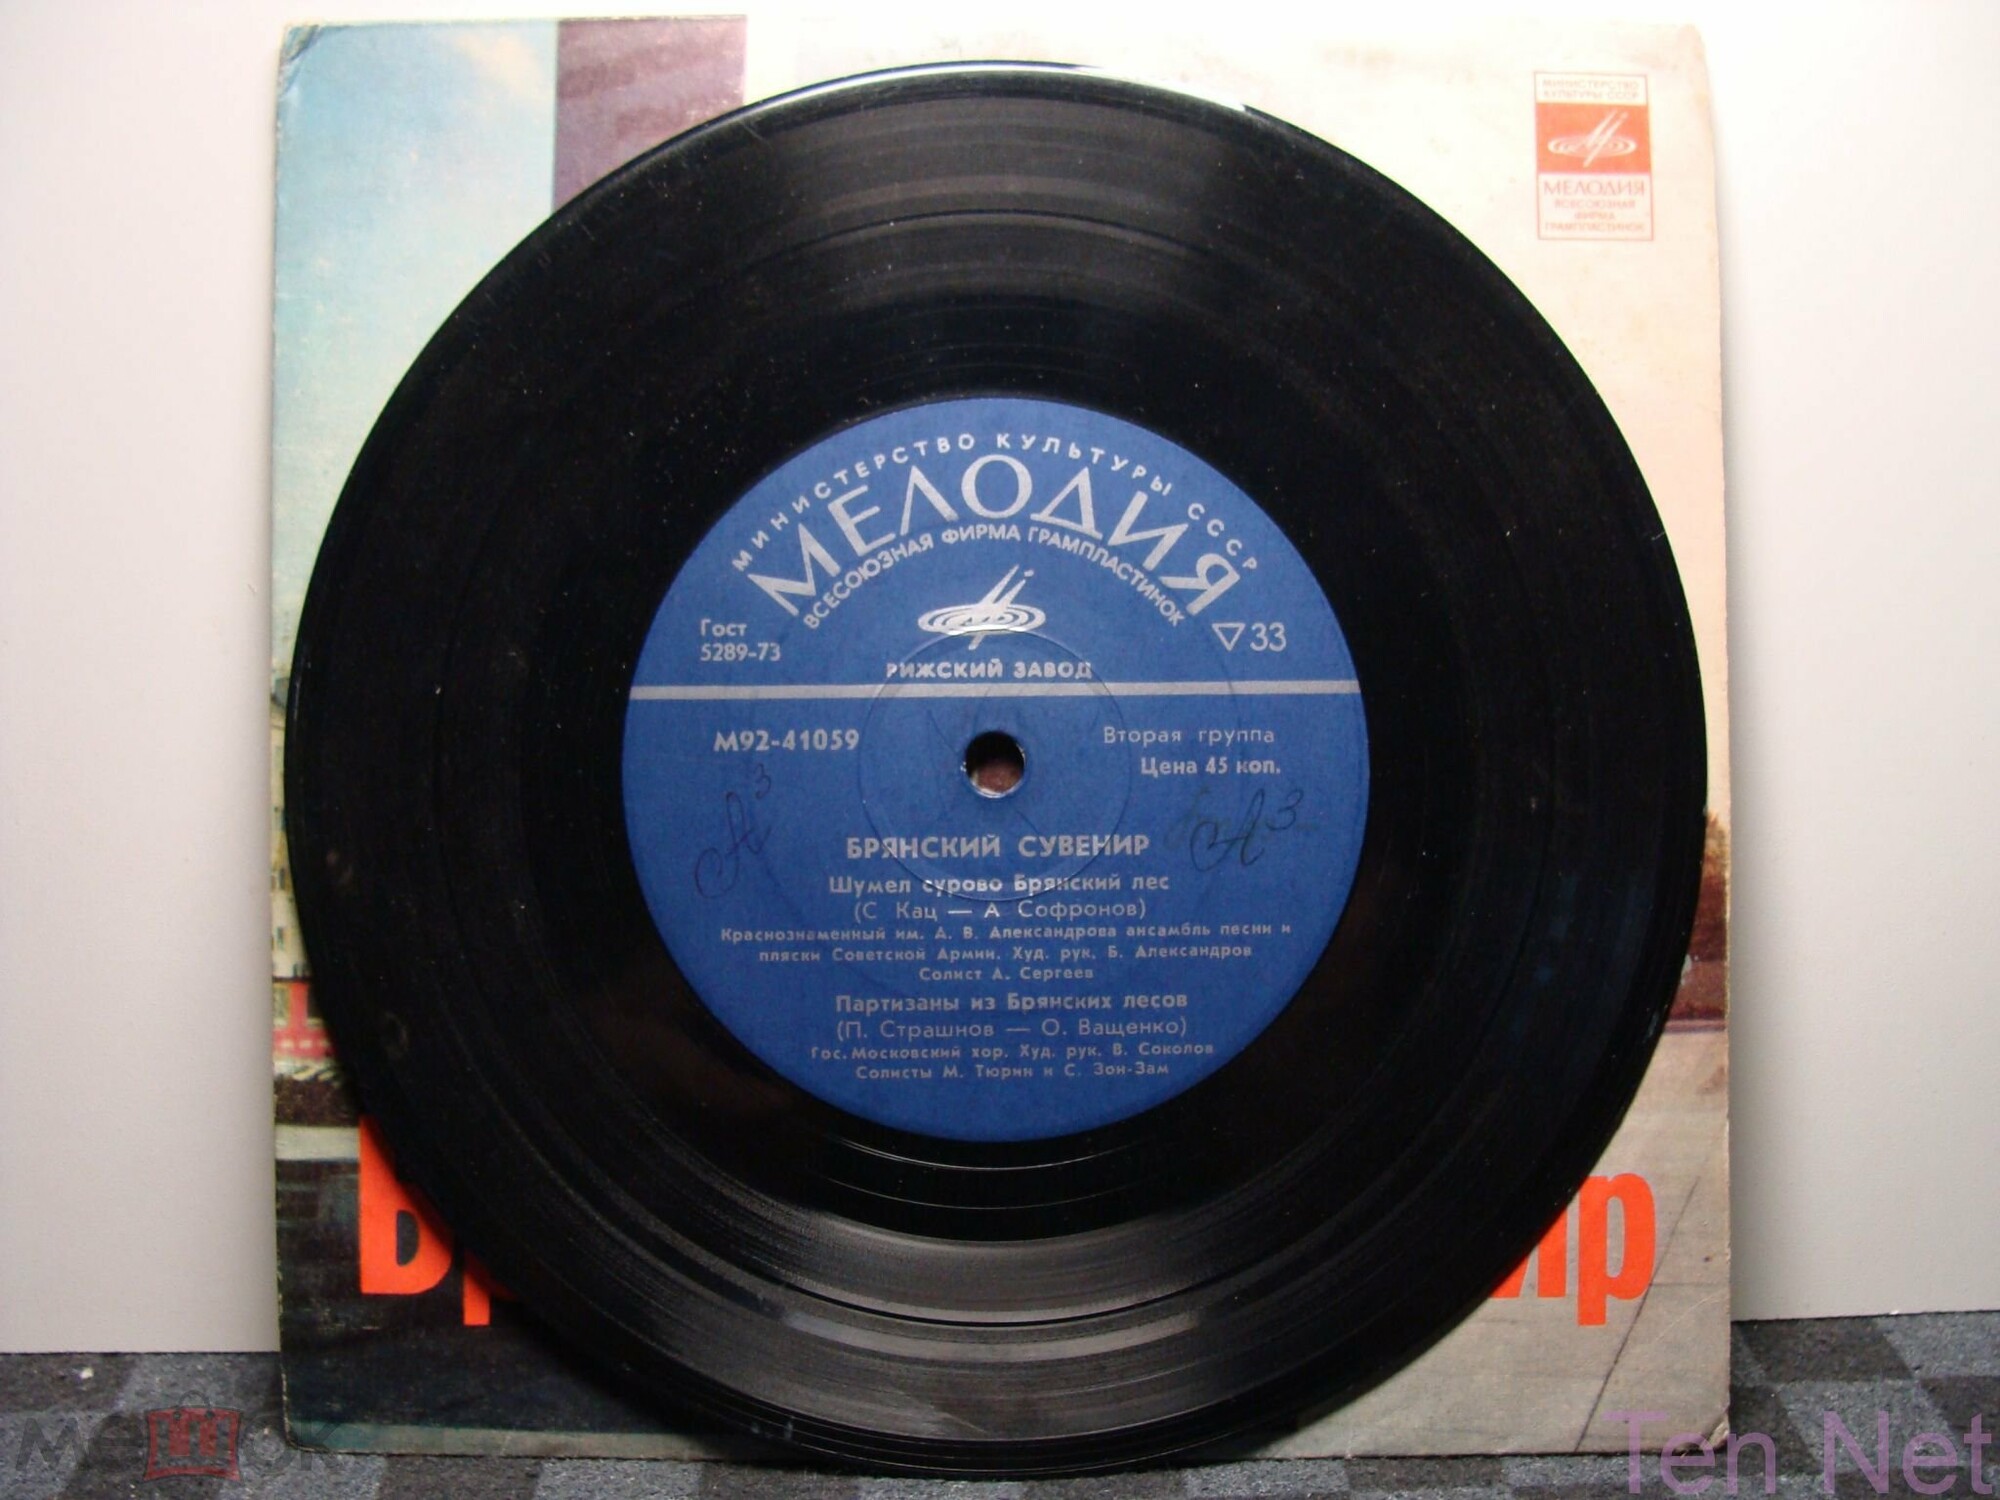 МИНИСТЕРСТВО
КУЛЬТУРЫ СССР
МЕЛОДИЯ
ВСЕСОЮЗНАЯ
ФИРМА
ГРАМПЛАСТИНОК
МИНИСТЕРСТВО КУЛЬТУРЫ СССР
МЕЛОДИЯ
ВСЕСОЮЗНАЯ ФИРМА ГРАМПЛАСТИНОК
Гост
5289-73
▽33
РИЖСКИЙ ЗАВОД
М92-41059
Вторая группа
Цена 45 коп.
А3
А3
БРЯНСКИЙ СУВЕНИР
Шумел сурово Брянский лес
(С Кац — А Софронов)
Краснознаменный им. А. В. Александрова ансамбль песни и
пляски Советской Армии. Худ. рук. Б. Александров
Солист А. Сергеев
Партизаны из Брянских лесов
(П. Страшнов — О. Ващенко)
Гос. Московский хор. Худ. рук. В. Соколов
Солисты М. Тюрин и С. Зон-Зам
МешОк
Ten Net